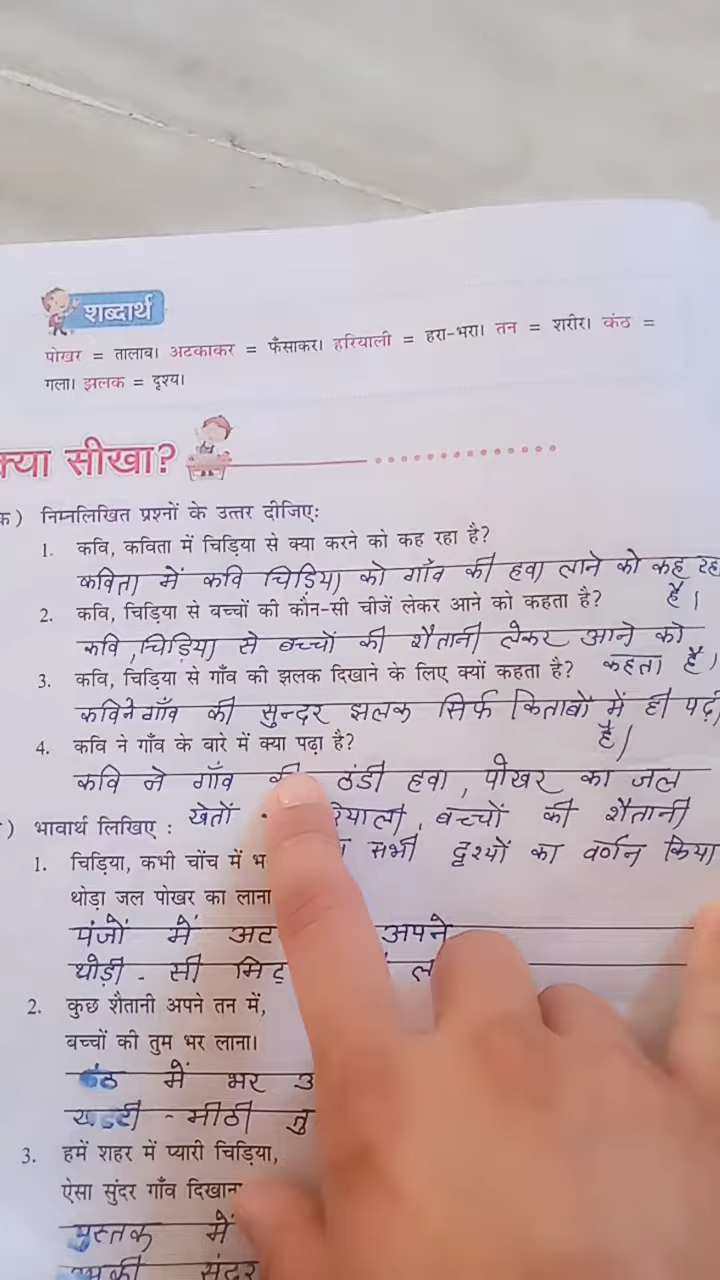 शब्दार्थ
पोखर = तालाब। अटकाकर = फँसाकर। हरियाली = हरा-भरा। तन = शरीर। कंठ =
गला। झलक = दृश्य।
क्या सीखा?
क) निम्नलिखित प्रश्नों के उत्तर दीजिए:
1. कवि, कविता में चिड़िया से क्या करने को कह रहा है?
कविता में कवि चिडिया को गाँव की हवा लाने को कह रहा
है।
2. कवि, चिड़िया से बच्चों की कौन-सी चीजें लेकर आने को कहता है?
कवि, चिड़िया से बच्चों की शैतानी लेकर आने को
कहता है।
3. कवि, चिड़िया से गाँव की झलक दिखाने के लिए क्यों कहता है?
कविने गाँव की सुन्दर झलक सिर्फ किताबों में ही पढ़ी
है।
4. कवि ने गाँव के बारे में क्या पढ़ा है?
कवि ने गाँव की ठंडी हवा, पोखर का जल
खेतों बच्चों की शैतानी
सभी दृश्यों का वर्णन किया
) भावार्थ लिखिए :
1. चिड़िया, कभी चोंच में
थोड़ा जल पोखर का लाना
पंजों में अट अपने
थोड़ी - सी
2. कुछ शैतानी अपने तन में,
बच्चों की तुम भर लाना।
में भर
खट्टी - मीठी
3. हमें शहर में प्यारी चिड़िया,
ऐसा सुंदर गाँव
पुस्तक में